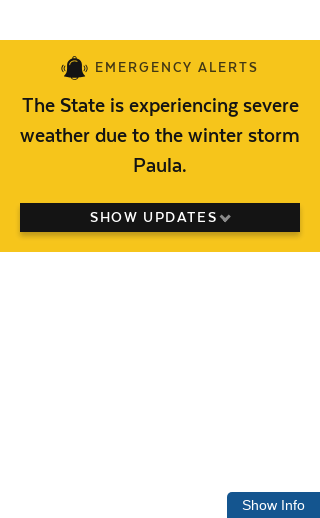 EMERGENCY ALERTS
The State is experiencing severe
weather due to the winter storm
Paula.
SHOW UPDATES
Show Info